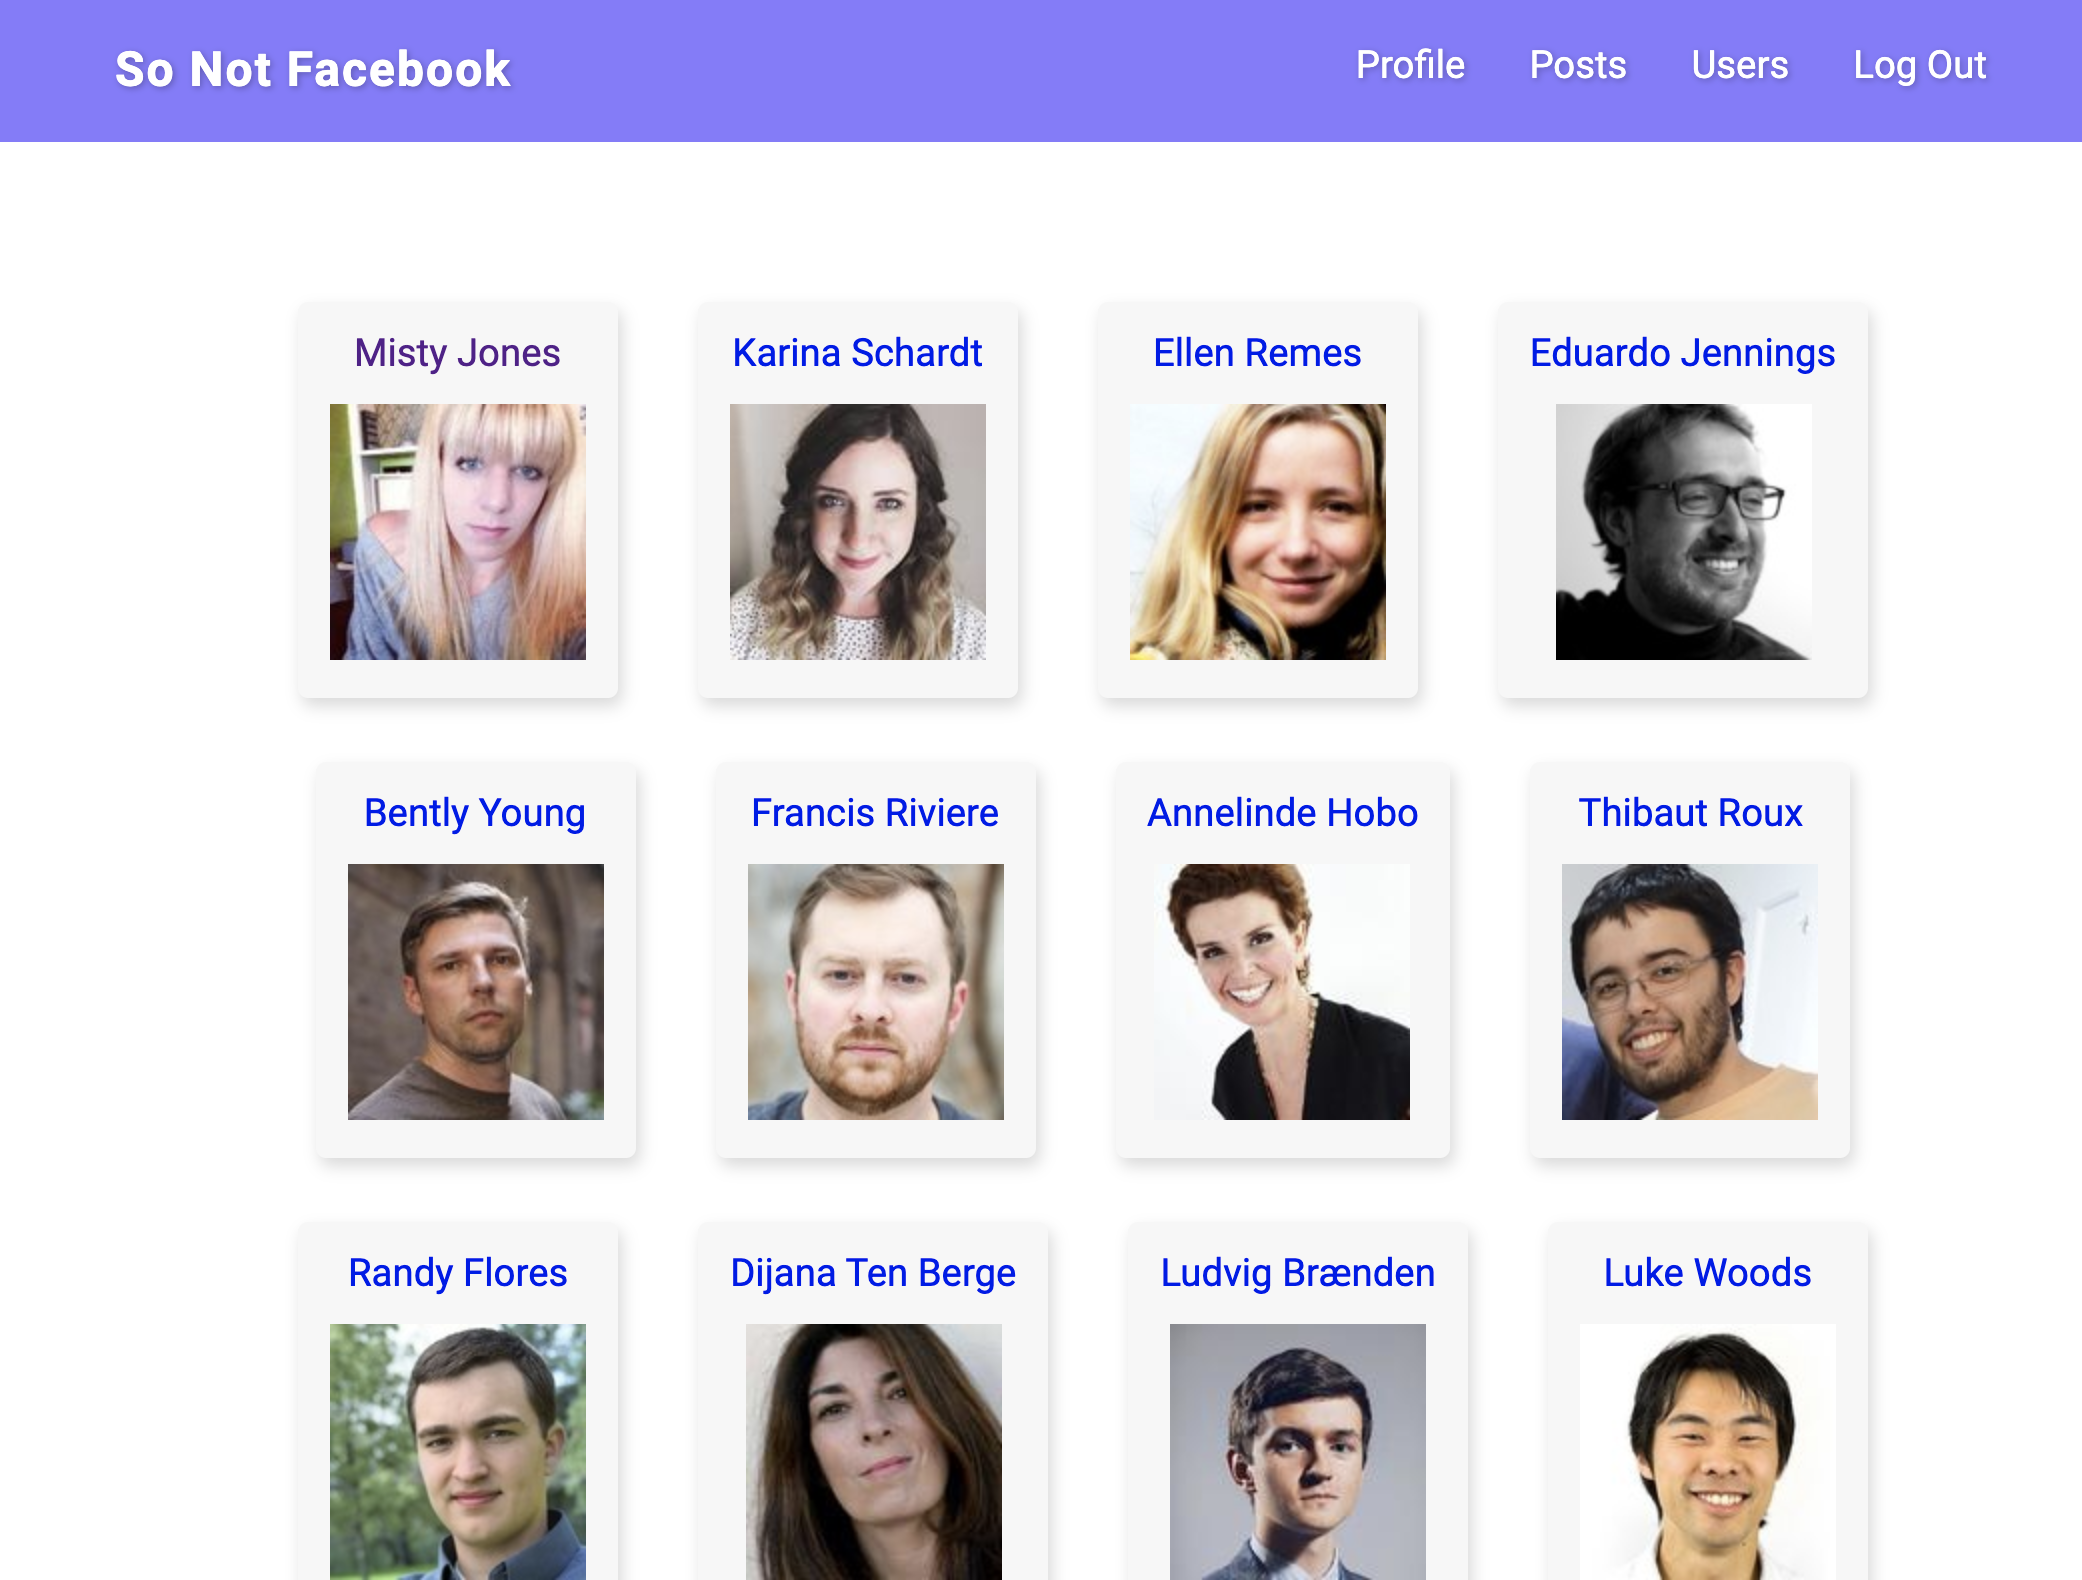 So Not Facebook
Profile Posts Users Log Out
Misty Jones
Karina Schardt
Ellen Remes
Eduardo Jennings
Bently Young
Francis Riviere
Annelinde Hobo
Thibaut Roux
Randy Flores
Dijana Ten Berge
Ludvig Brænden
Luke Woods